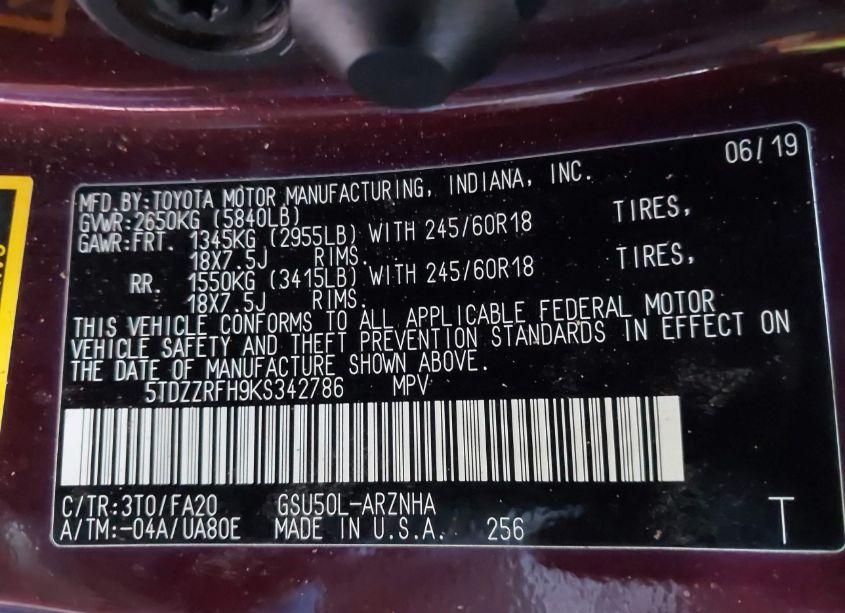 06/19
MFD.BY:TOYOTA MOTOR MANUFACTURING, INDIANA, INC.
GVWR:2650KG (5840LB)
GAWR:FRT. 1345KG (2955LB) WITH 245/60R18 TIRES,
18X7.5J RIMS.
RR. 1550KG (3415LB) WITH 245/60R18 TIRES,
18X7.5J RIMS.
THIS VEHICLE CONFORMS TO ALL APPLICABLE FEDERAL MOTOR
VEHICLE SAFETY AND THEFT PREVENTION STANDARDS IN EFFECT ON
THE DATE OF MANUFACTURE SHOWN ABOVE.
5TDZZRFH9KS342786 MPV
C/TR:3T0/FA20 GSU50L-ARZNHA
A/TM:-04A/UA80E MADE IN U.S.A. 256 T